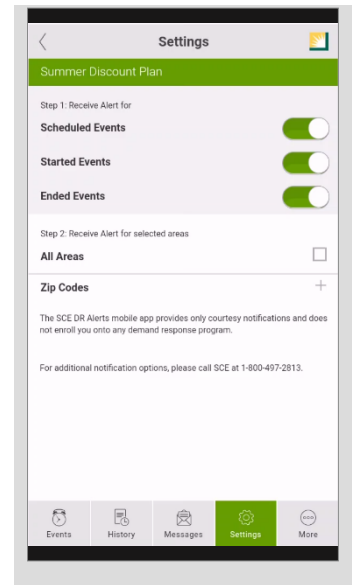 Settings
Summer Discount Plan
Step 1: Receive Alert for
Scheduled Events
Started Events
Ended Events
Step 2: Receive Alert for selected areas
All Areas
Zip Codes
The SCE DR Alerts mobile app provides only courtesy notifications and does
not enroll you onto any demand response program.
For additional notification options, please call SCE at 1-800-497-2813.
Events History Messages Settings More